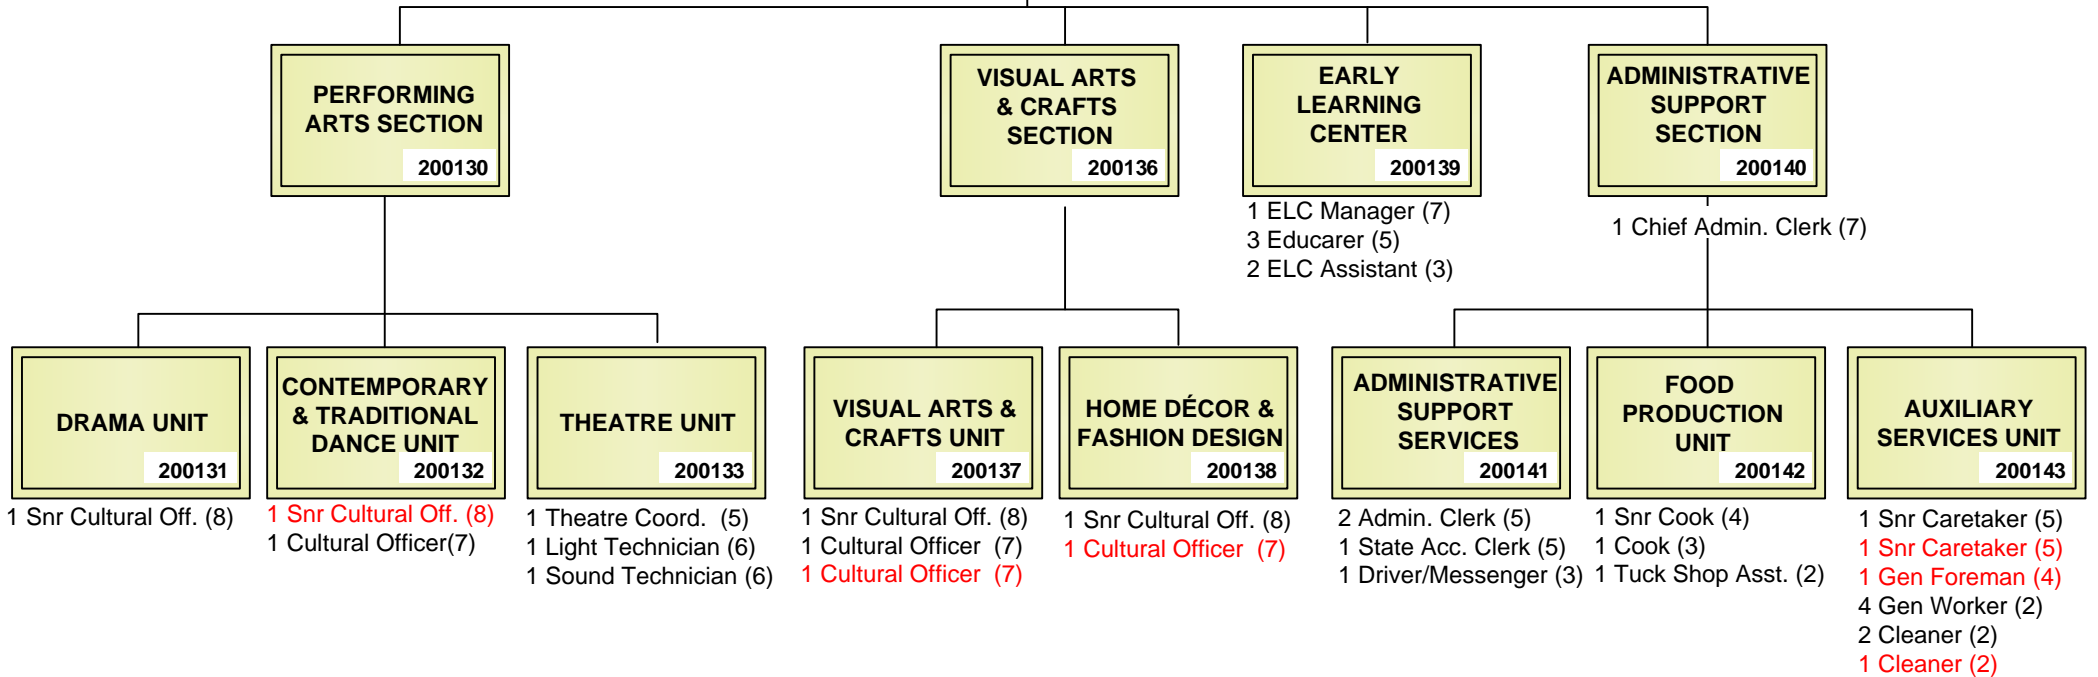 PERFORMING
ARTS SECTION
200130
VISUAL ARTS
& CRAFTS
SECTION
200136
EARLY
LEARNING
CENTER
200139
1 ELC Manager (7)
3 Educarer (5)
2 ELC Assistant (3)
ADMINISTRATIVE
SUPPORT
SECTION
200140
1 Chief Admin. Clerk (7)
DRAMA UNIT
200131
1 Snr Cultural Off. (8)
CONTEMPORARY
& TRADITIONAL
DANCE UNIT
200132
1 Snr Cultural Off. (8)
1 Cultural Officer(7)
THEATRE UNIT
200133
1 Theatre Coord. (5)
1 Light Technician (6)
1 Sound Technician (6)
VISUAL ARTS &
CRAFTS UNIT
200137
1 Snr Cultural Off. (8)
1 Cultural Officer (7)
1 Cultural Officer (7)
HOME DÉCOR &
FASHION DESIGN
200138
1 Snr Cultural Off. (8)
1 Cultural Officer (7)
ADMINISTRATIVE
SUPPORT
SERVICES
200141
2 Admin. Clerk (5)
1 State Acc. Clerk (5)
1 Driver/Messenger (3)
FOOD
PRODUCTION
UNIT
200142
1 Snr Cook (4)
1 Cook (3)
1 Tuck Shop Asst. (2)
AUXILIARY
SERVICES UNIT
200143
1 Snr Caretaker (5)
1 Snr Caretaker (5)
1 Gen Foreman (4)
4 Gen Worker (2)
2 Cleaner (2)
1 Cleaner (2)